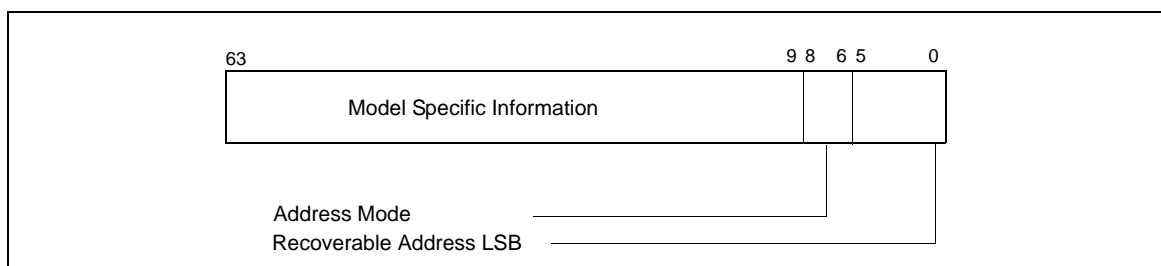 63 9 8 6 5 0
Model Specific Information
Address Mode
Recoverable Address LSB